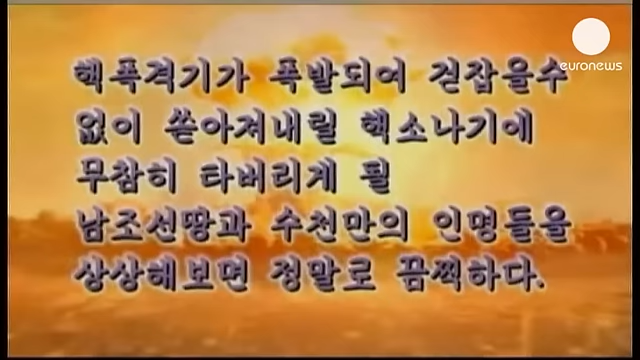 핵폭격기가 폭발되어 걷잡을수
없이 쏟아져내릴 핵소나기에
무참히 타버리게 될
남조선땅과 수천만의 인명들을
상상해보면 정말로 끔찍하다.
euronews